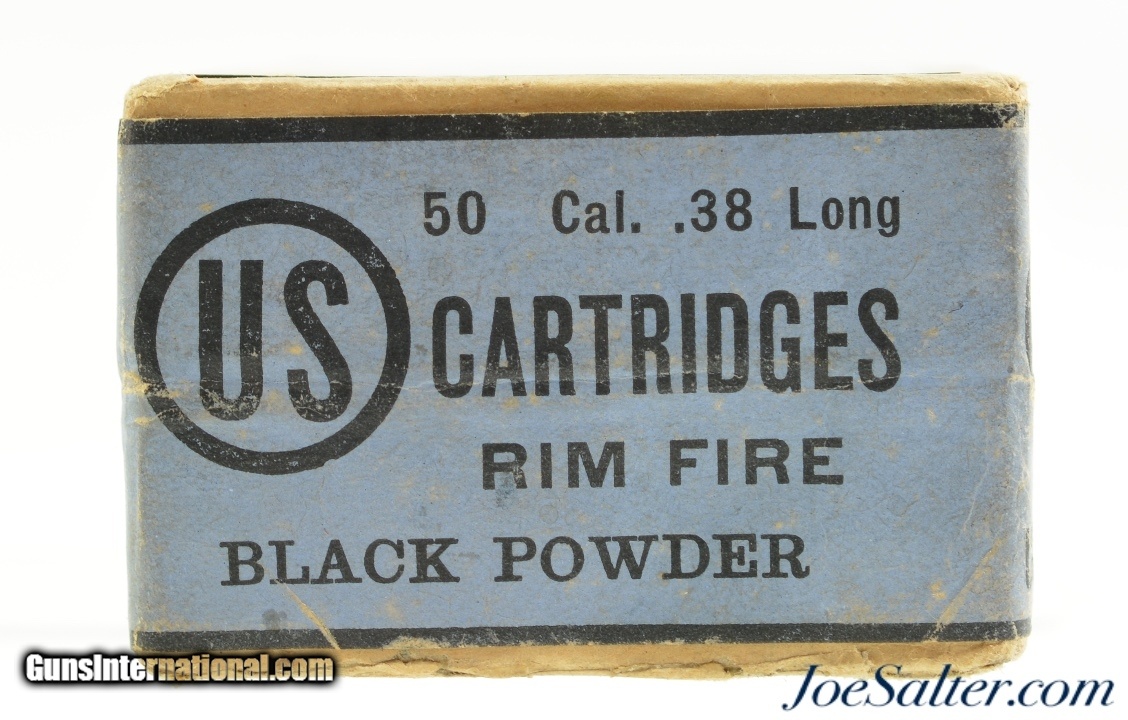 50 Cal. .38 Long
US
CARTRIDGES
RIM FIRE
BLACK POWDER
GunsInternational.com
JoeSalter.com